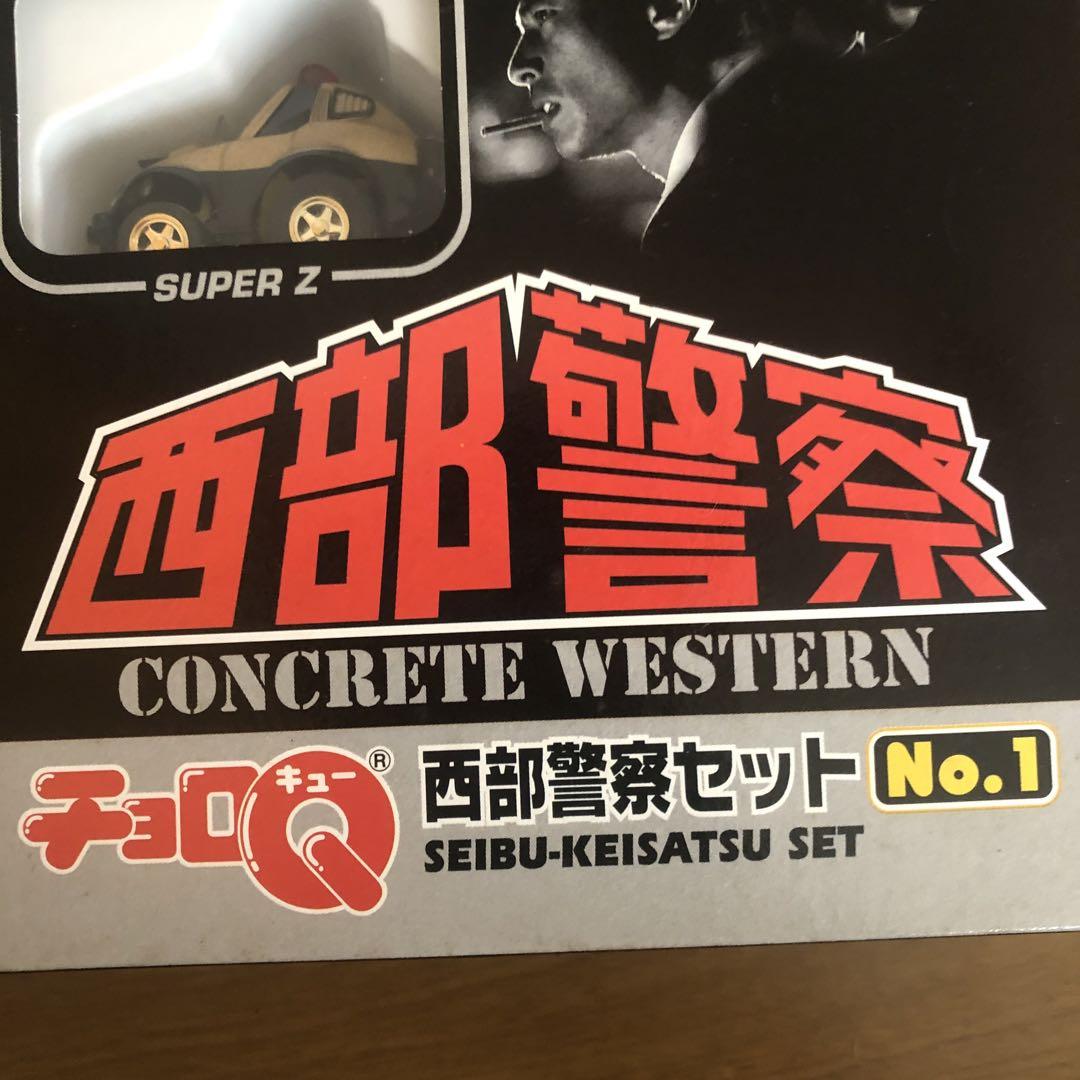 SUPER Z
西部警察
CONCRETE WESTERN
チョロQ キュー ® 西部警察セット No.1
SEIBU-KEISATSU SET